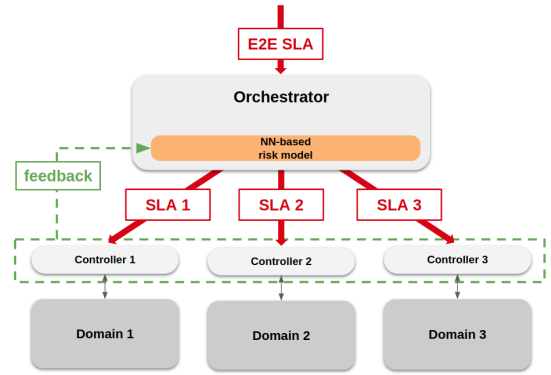 E2E SLA
Orchestrator
NN-based
risk model
feedback
SLA 1
SLA 2
SLA 3
Controller 1
Controller 2
Controller 3
Domain 1
Domain 2
Domain 3